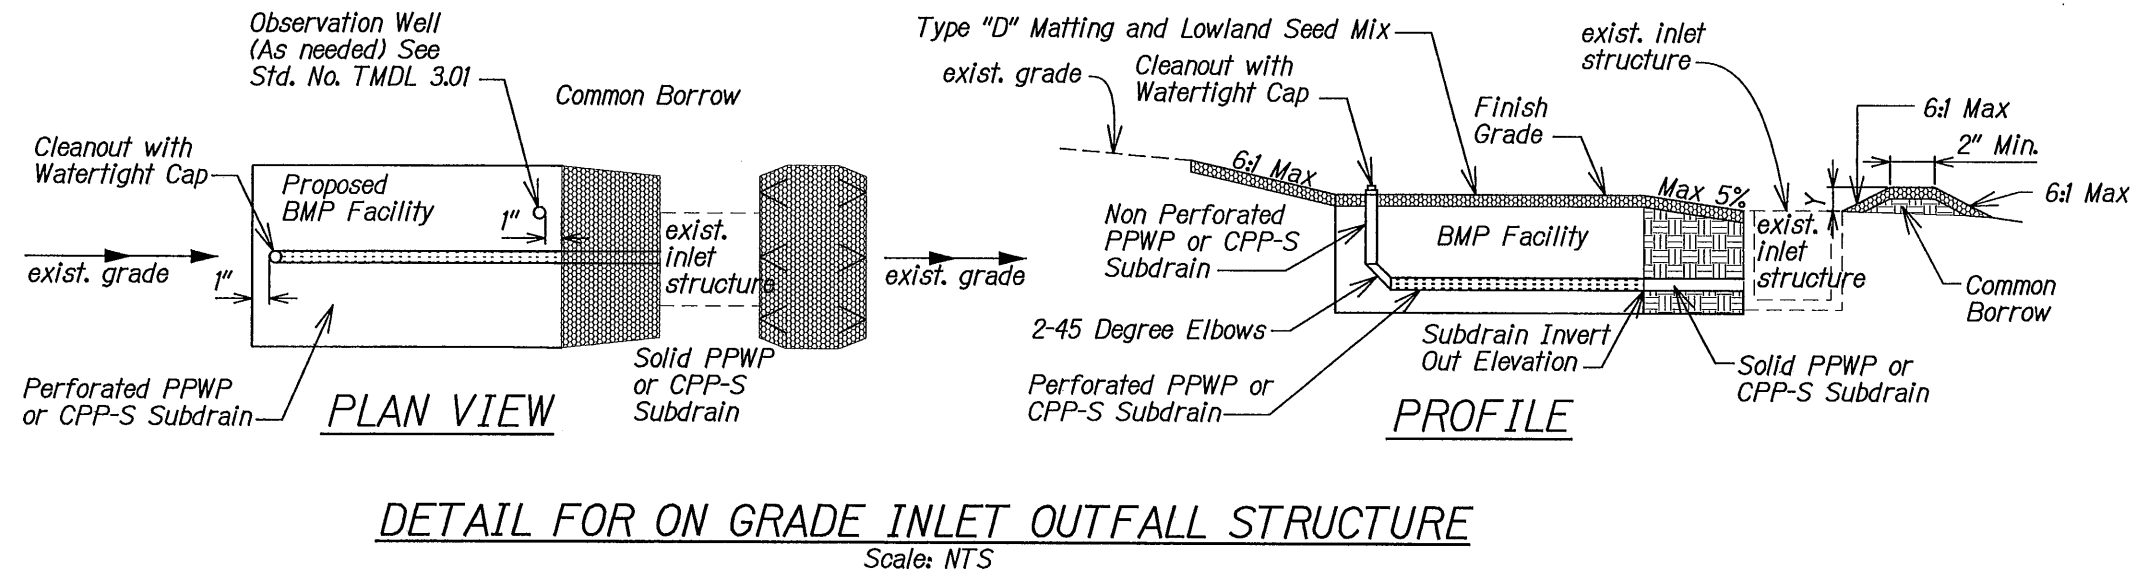 Observation Well
(As needed) See
Std. No. TMDL 3.01
Common Borrow
Cleanout with
Watertight Cap
Proposed
BMP Facility
1"
exist.
inlet
structure
exist. grade
1"
exist. grade
Perforated PPWP
or CPP-S Subdrain
Solid PPWP
or CPP-S
Subdrain
PLAN VIEW
Type "D" Matting and Lowland Seed Mix
exist. grade
Cleanout with
Watertight Cap
Finish
Grade
exist. inlet
structure
6:1 Max
2" Min.
6:1 Max
Max 5%
Y
6:1 Max
Non Perforated
PPWP or CPP-S
Subdrain
BMP Facility
exist.
inlet
structure
Common
Borrow
2-45 Degree Elbows
Subdrain Invert
Out Elevation
Solid PPWP or
CPP-S Subdrain
Perforated PPWP or
CPP-S Subdrain
PROFILE
DETAIL FOR ON GRADE INLET OUTFALL STRUCTURE
Scale: NTS